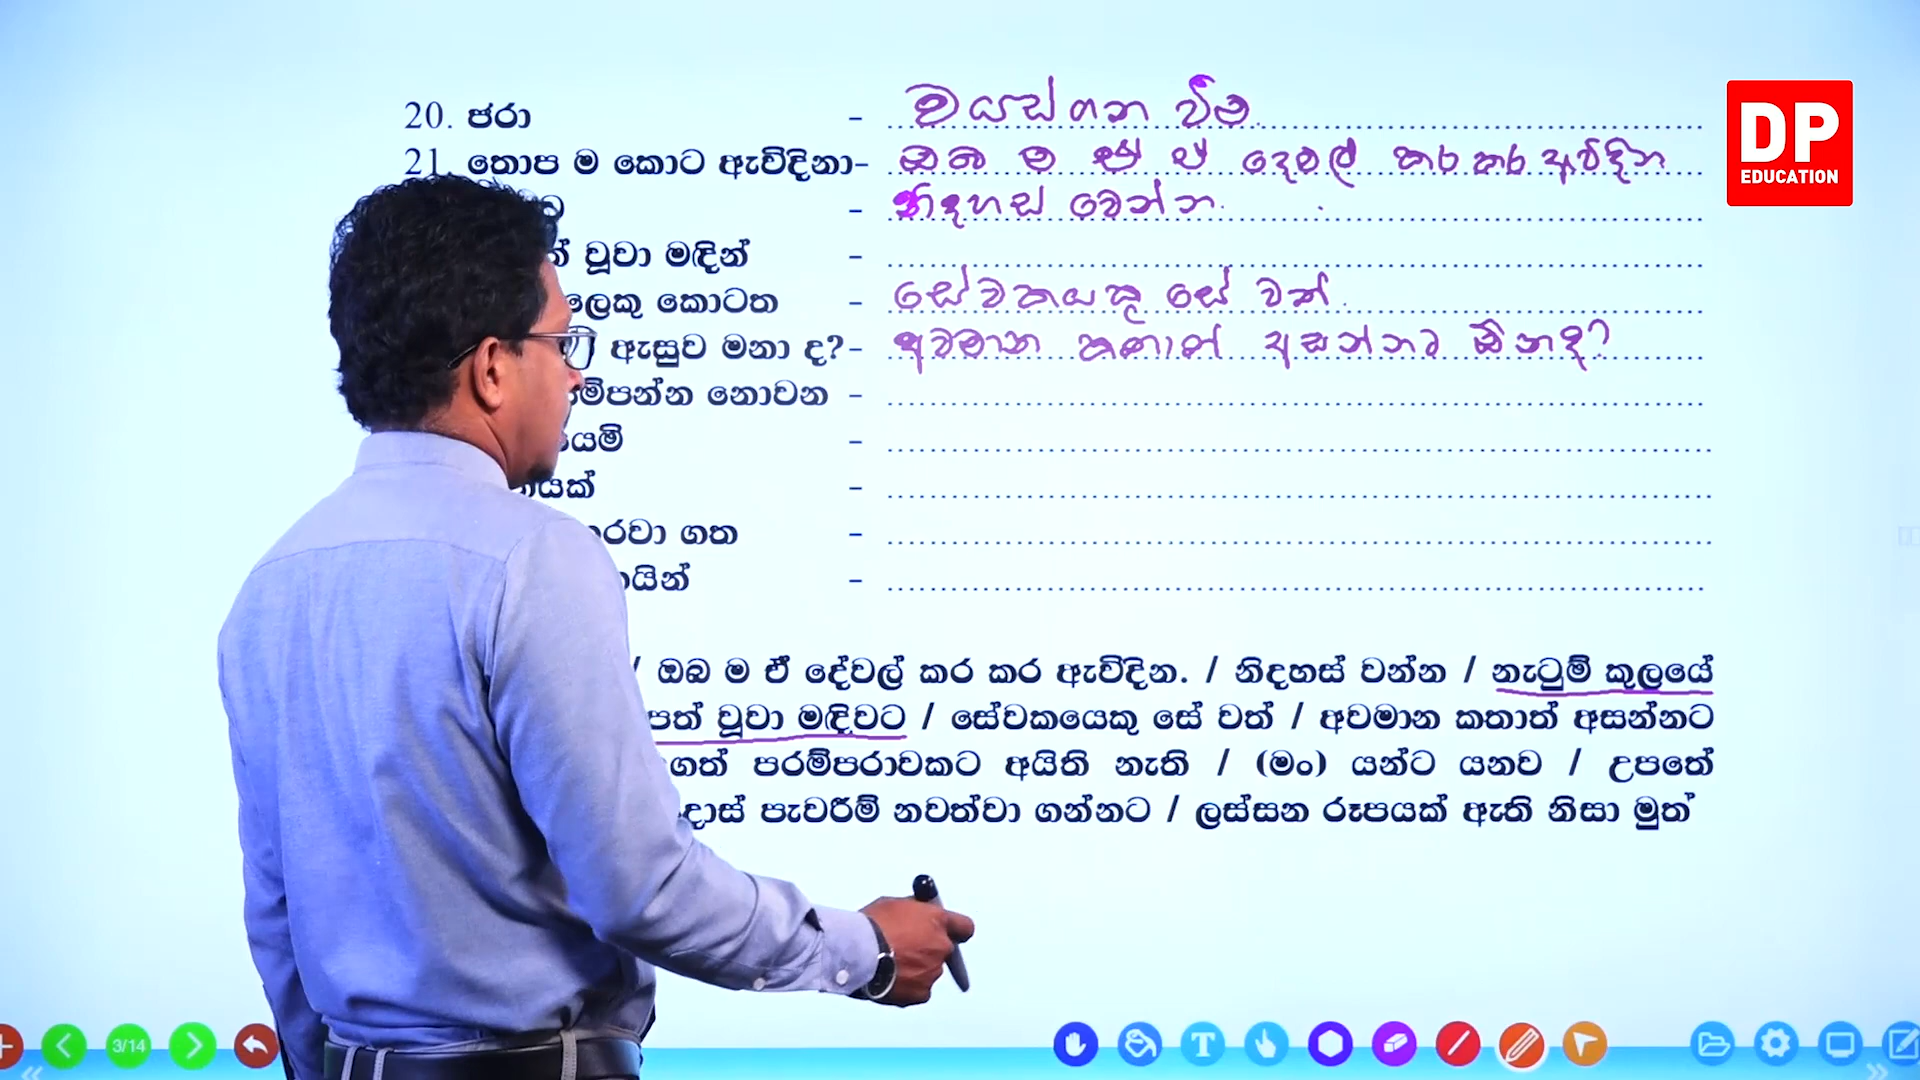 DP
EDUCATION
20. ජරා - වයස්ගත වීම
21. තොප ම කොට ඇවිදිනා - ඔබ ම ඒ දෙවල් කර කර ඇවිදින
- නිදහස් වෙන්න.
වූවා මඳින් -
ලෙකු කොටත - සේවකයකු සේ වත්.
ඇසුව මනා ද? - අවමාන කතාත් අසන්නට ඕනද?
ම්පන්න නොවන -
යෙමි -
යක් -
රවා ගත -
යින් -
/ ඔබ ම ඒ දේවල් කර කර ඇවිදින. / නිදහස් වන්න / නැටුම් කුලයේ
පත් වූවා මඳිවට / සේවකයෙකු සේ වත් / අවමාන කතාත් අසන්නට
ගත් පරම්පරාවකට අයිති නැති / (මං) යන්ට යනව / උපතේ
දොස් පැවරීම් නවත්වා ගන්නට / ලස්සන රූපයක් ඇති නිසා මුත්
3/14